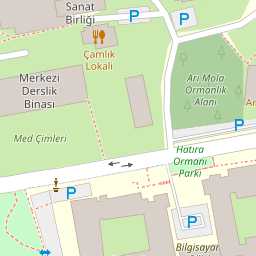 Sanat
Birliği
P
Çamlık
Lokali
P
Merkezi
Derslik
Binası
Arı Mola
Ormanlık
Alanı
P
Med Çimleri
Hatıra
Ormanı
Parkı
P
P
Bilgisayar